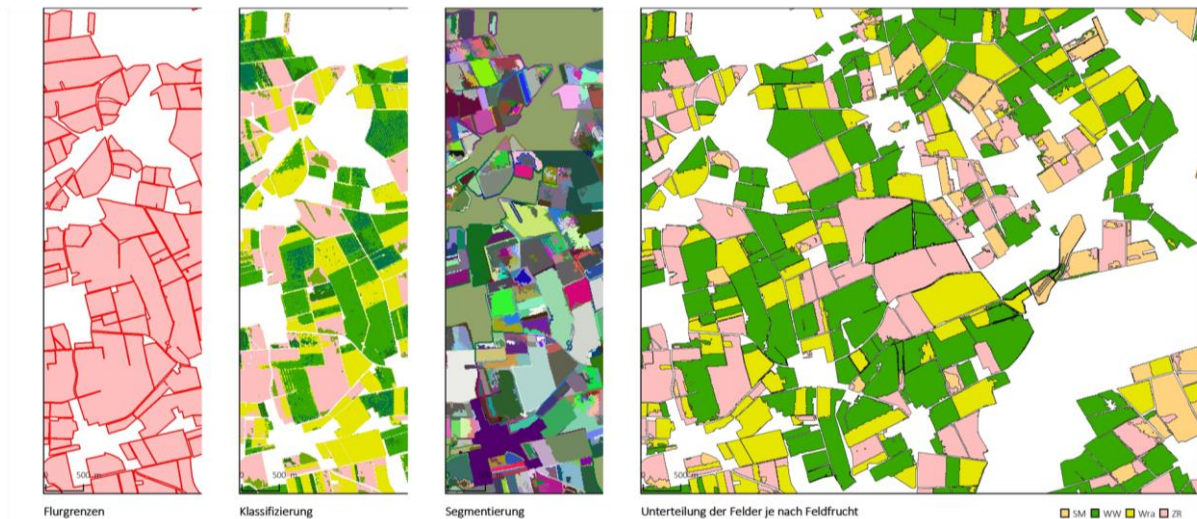 500 m
500 m
500 m
Flurgrenzen
Klassifizierung
Segmentierung
Unterteilung der Felder je nach Feldfrucht
SM WW Wra ZR